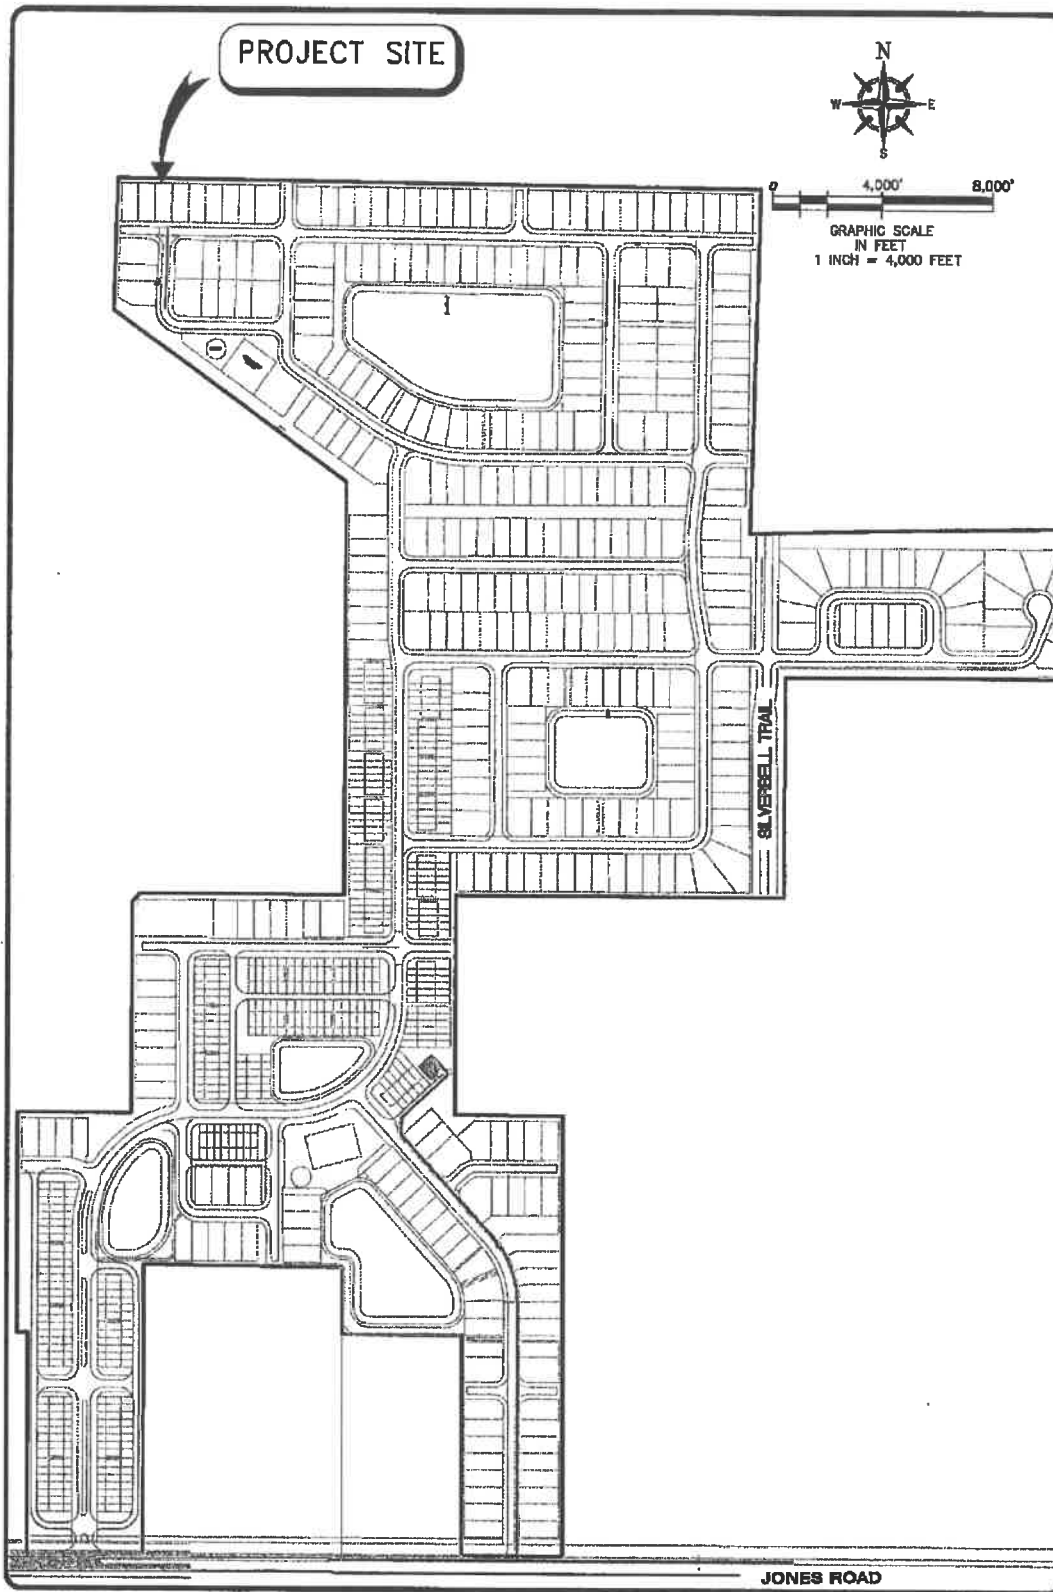 PROJECT SITE
N
W E
S
0 4,000' 8,000'
GRAPHIC SCALE
IN FEET
1 INCH = 4,000 FEET
1
SILVERBELL TRAIL
JONES ROAD